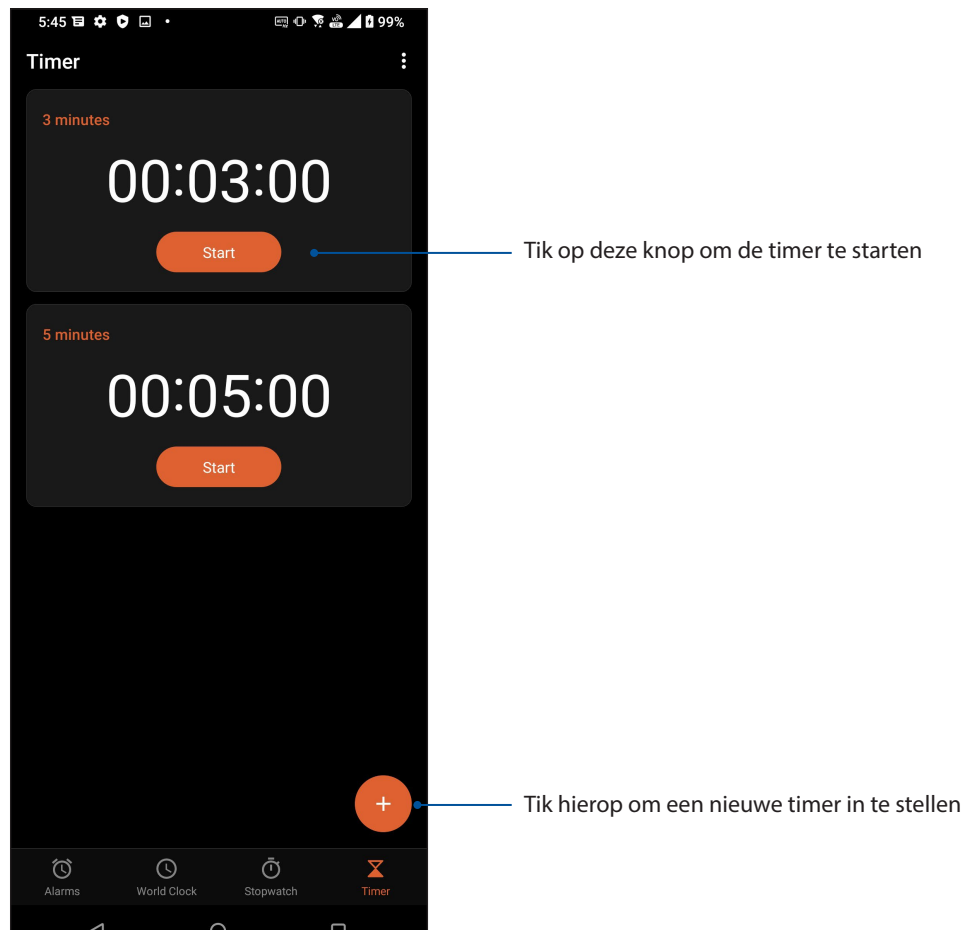 5:45 99%
Timer
3 minutes
00:03:00
Start
Tik op deze knop om de timer te starten
5 minutes
00:05:00
Start
+
Tik hierop om een nieuwe timer in te stellen
Alarms World Clock Stopwatch Timer